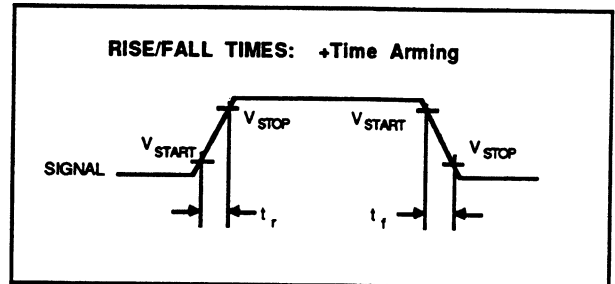 RISE/FALL TIMES: +Time Arming
V STOP
V START
V START
V STOP
SIGNAL
t r
t f